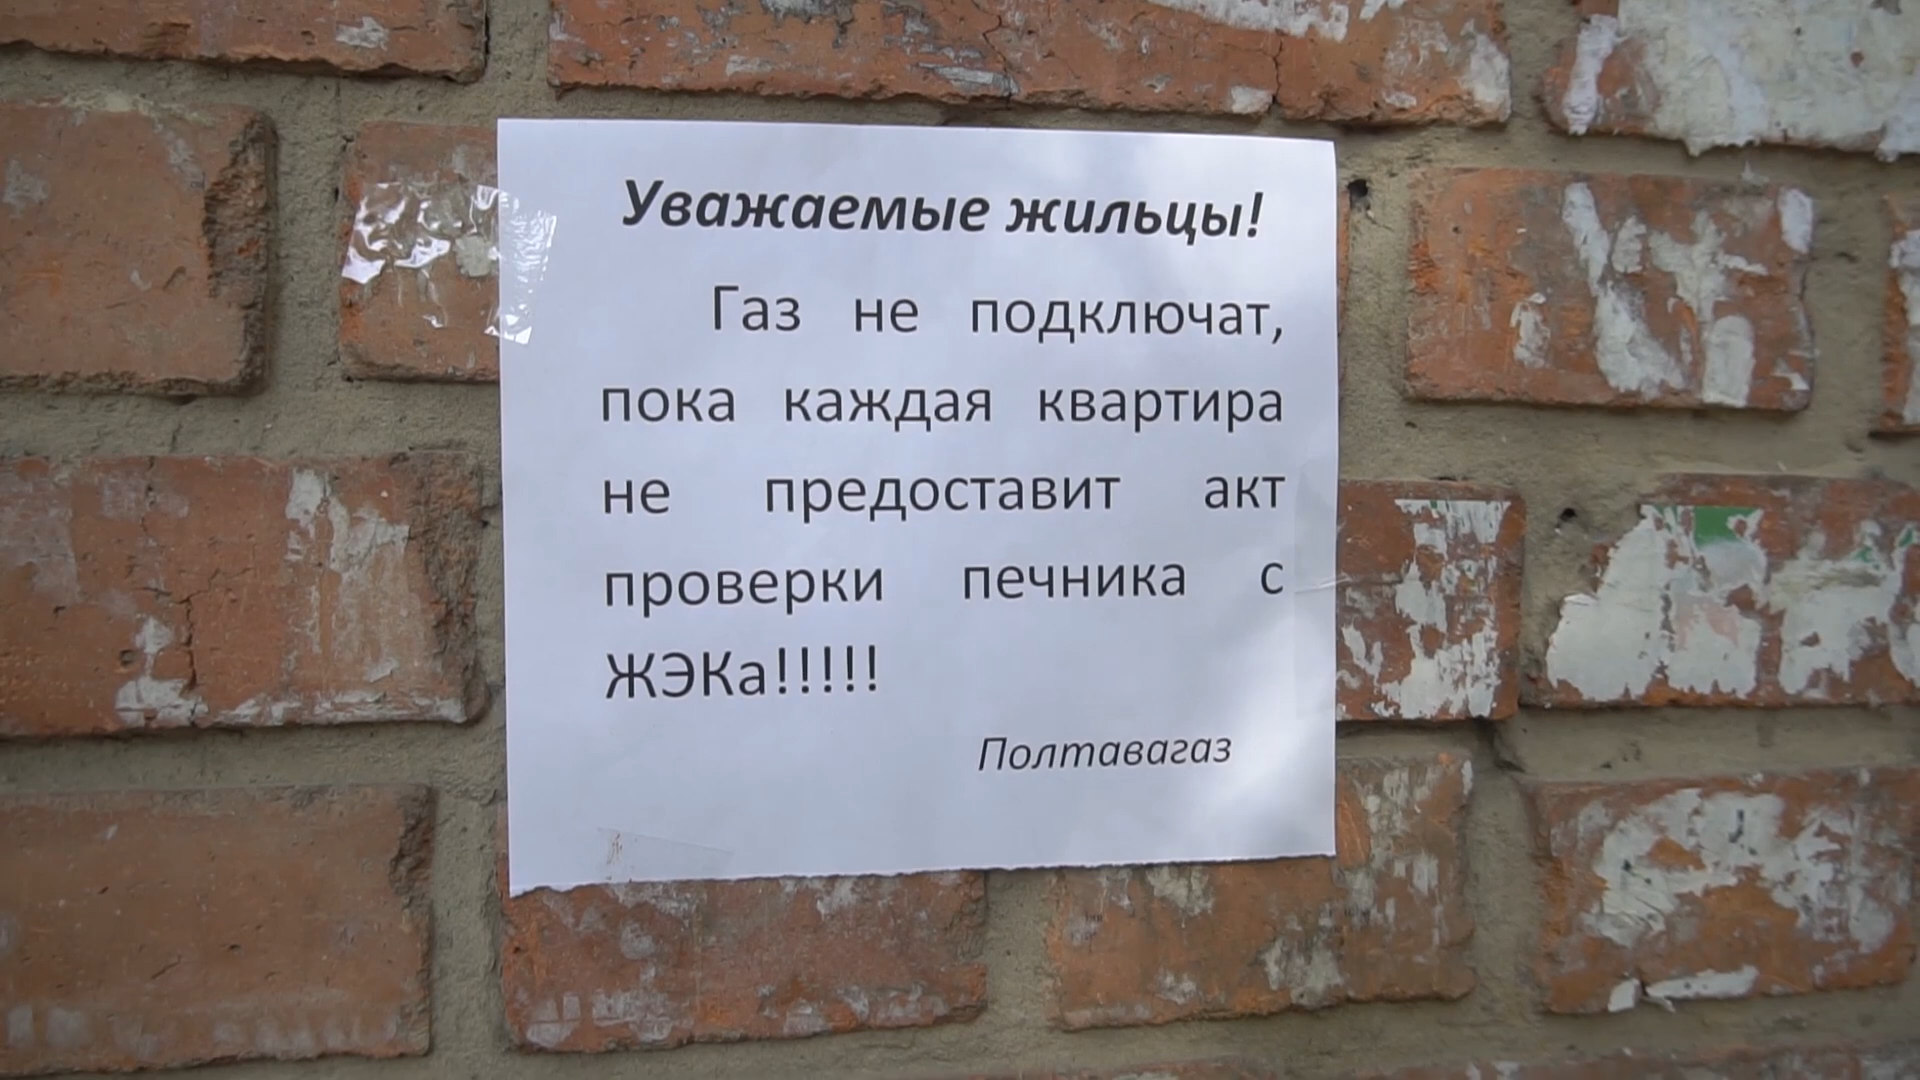 Уважаемые жильцы!
Газ не подключат,
пока каждая квартира
не предоставит акт
проверки печника с
ЖЭКа!!!!!
Полтавагаз